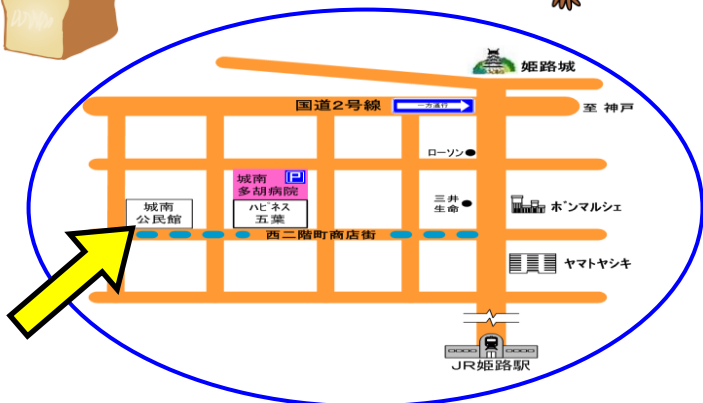 姫路城
国道2号線
一方通行
至 神戸
ローソン
城南
多胡病院
P
城南
公民館
ハピネス
五葉
三井
生命
ボンマルシェ
西二階町商店街
ヤマトヤシキ
JR姫路駅